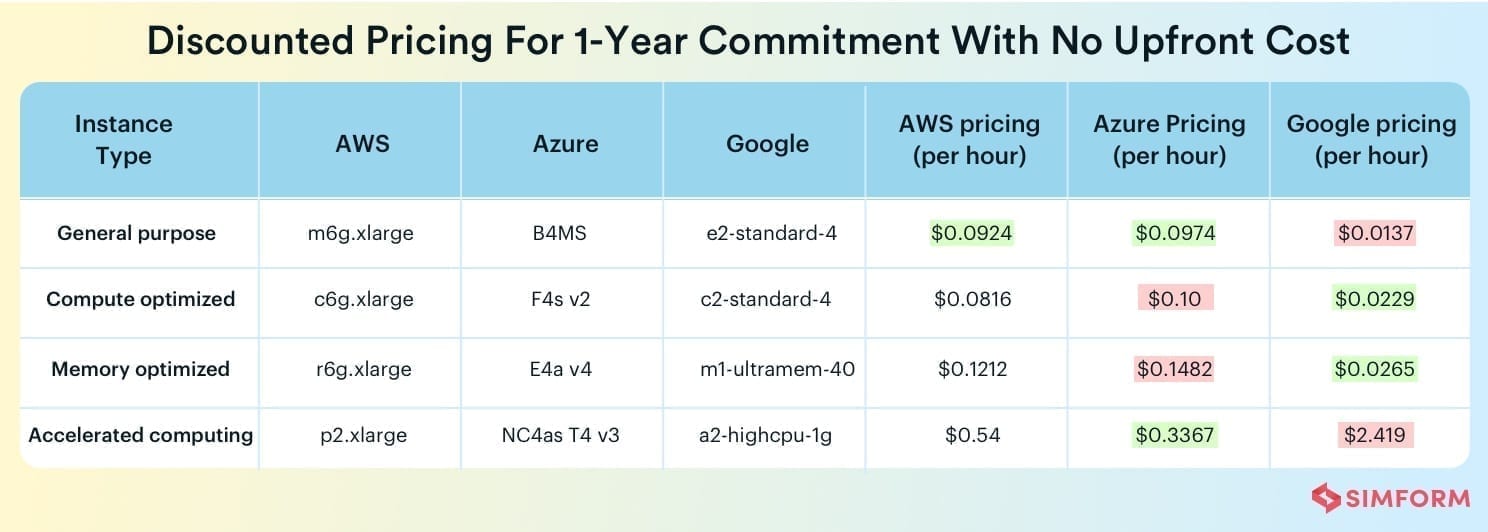 Discounted Pricing For 1-Year Commitment With No Upfront Cost
Instance Type AWS Azure Google AWS pricing (per hour) Azure Pricing (per hour) Google pricing (per hour)
General purpose m6g.xlarge B4MS e2-standard-4 $0.0924 $0.0974 $0.0137
Compute optimized c6g.xlarge F4s v2 c2-standard-4 $0.0816 $0.10 $0.0229
Memory optimized r6g.xlarge E4a v4 m1-ultramem-40 $0.1212 $0.1482 $0.0265
Accelerated computing p2.xlarge NC4as T4 v3 a2-highcpu-1g $0.54 $0.3367 $2.419
SIMFORM